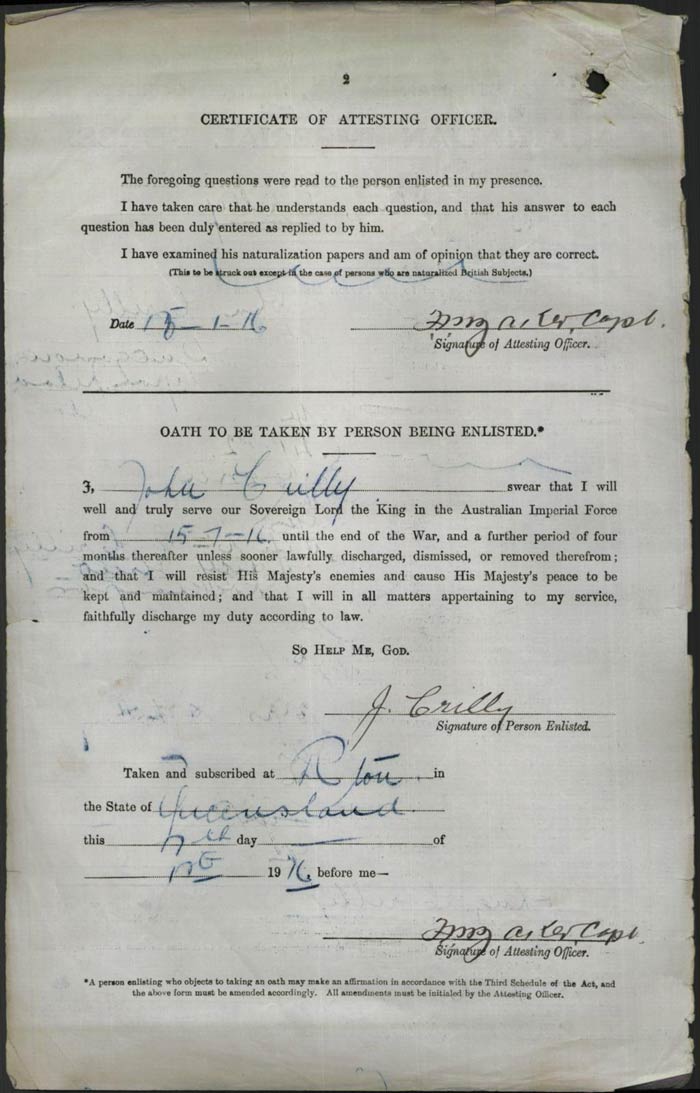 2
CERTIFICATE OF ATTESTING OFFICER.
The foregoing questions were read to the person enlisted in my presence.
I have taken care that he understands each question, and that his answer to each
question has been duly entered as replied to by him.
I have examined his naturalization papers and am of opinion that they are correct.
(This to be struck out except in the case of persons who are naturalized British Subjects.)
Date 15-1-16 Capt.
Signature of Attesting Officer.
OATH TO BE TAKEN BY PERSON BEING ENLISTED.*
I, John Crilly swear that I will
well and truly serve our Sovereign Lord the King in the Australian Imperial Force
from until the end of the War, and a further period of four
months thereafter unless sooner lawfully discharged, dismissed, or removed therefrom;
and that I will resist His Majesty's enemies and cause His Majesty's peace to be
kept and maintained; and that I will in all matters appertaining to my service,
faithfully discharge my duty according to law.
SO HELP ME, GOD.
J. Crilly
Signature of Person Enlisted.
Taken and subscribed at R'ton in
the State of Queensland
this day of
19 16, before me—
Capt.
Signature of Attesting Officer.
*A person enlisting who objects to taking an oath may make an affirmation in accordance with the Third Schedule of the Act, and
the above form must be amended accordingly. All amendments must be initialed by the Attesting Officer.